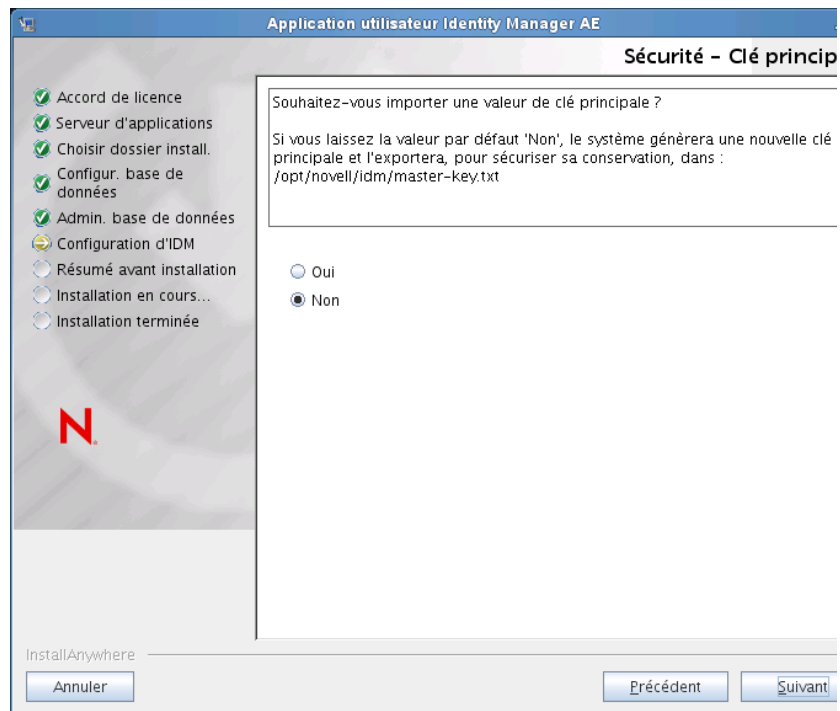 Application utilisateur Identity Manager AE
Sécurité - Clé princip
Accord de licence
Serveur d'applications
Choisir dossier install.
Configur. base de
données
Admin. base de données
Configuration d'IDM
Résumé avant installation
Installation en cours...
Installation terminée
N
Souhaitez-vous importer une valeur de clé principale ?
Si vous laissez la valeur par défaut 'Non', le système génèrera une nouvelle clé
principale et l'exportera, pour sécuriser sa conservation, dans :
/opt/novell/idm/master-key.txt
Oui
Non
InstallAnywhere
Annuler
Précédent
Suivant